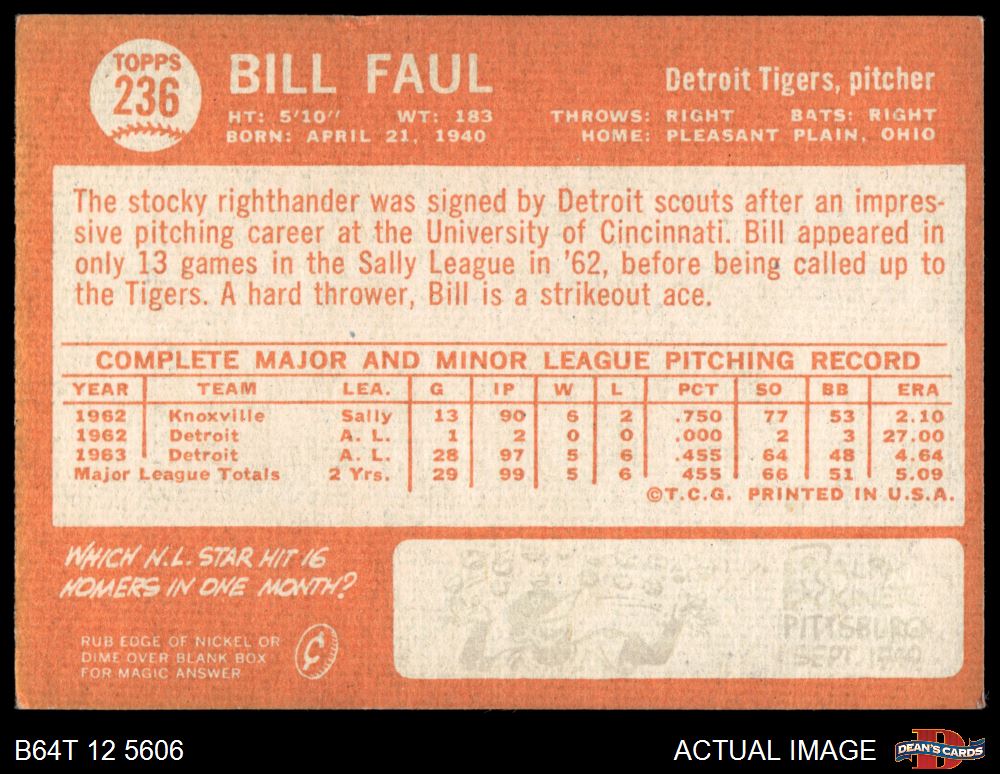 TOPPS
236
BILL FAUL
Detroit Tigers, pitcher
HT: 5'10" WT: 183
THROWS: RIGHT BATS: RIGHT
BORN: APRIL 21, 1940
HOME: PLEASANT PLAIN, OHIO
The stocky righthander was signed by Detroit scouts after an impres-
sive pitching career at the University of Cincinnati. Bill appeared in
only 13 games in the Sally League in '62, before being called up to
the Tigers. A hard thrower, Bill is a strikeout ace.
COMPLETE MAJOR AND MINOR LEAGUE PITCHING RECORD
YEAR TEAM LEA. G IP W L PCT SO BB ERA
1962 Knoxville Sally 13 90 6 2 .750 77 53 2.10
1962 Detroit A. L. 1 2 0 0 .000 2 3 27.00
1963 Detroit A. L. 28 97 5 6 .455 64 48 4.64
Major League Totals 2 Yrs. 29 99 5 6 .455 66 51 5.09
©T.C.G. PRINTED IN U.S.A.
WHICH N.L. STAR HIT 16
HOMERS IN ONE MONTH?
RUB EDGE OF NICKEL OR
DIME OVER BLANK BOX
FOR MAGIC ANSWER
¢
RALPH
KINER
PITTSBURGH
SEPT. 1949
B64T 12 5606
ACTUAL IMAGE
DEAN'S CARDS